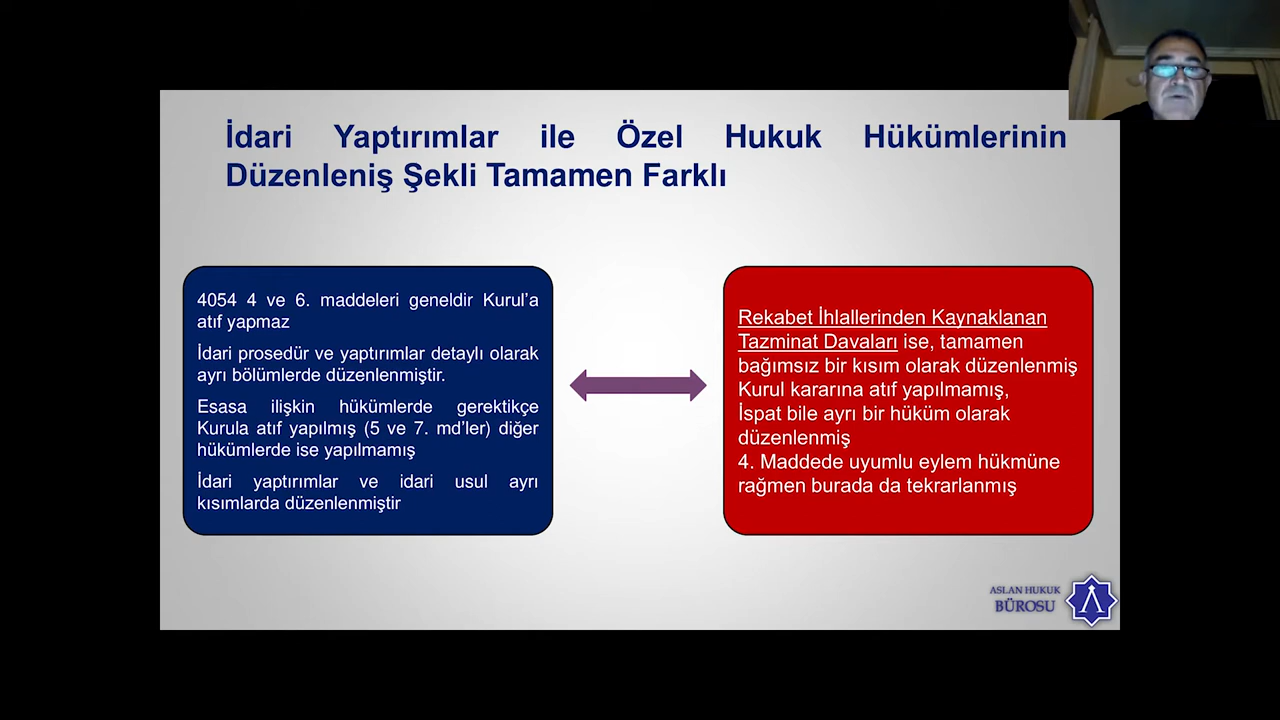 İdari Yaptırımlar ile Özel Hukuk Hükümlerinin
Düzenleniş Şekli Tamamen Farklı
4054 4 ve 6. maddeleri geneldir Kurul’a
atıf yapmaz
İdari prosedür ve yaptırımlar detaylı olarak
ayrı bölümlerde düzenlenmiştir.
Esasa ilişkin hükümlerde gerektikçe
Kurula atıf yapılmış (5 ve 7. md’ler) diğer
hükümlerde ise yapılmamış
İdari yaptırımlar ve idari usul ayrı
kısımlarda düzenlenmiştir
Rekabet İhlallerinden Kaynaklanan
Tazminat Davaları ise, tamamen
bağımsız bir kısım olarak düzenlenmiş
Kurul kararına atıf yapılmamış,
İspat bile ayrı bir hüküm olarak
düzenlenmiş
4. Maddede uyumlu eylem hükmüne
rağmen burada da tekrarlanmış
ASLAN HUKUK
BÜROSU